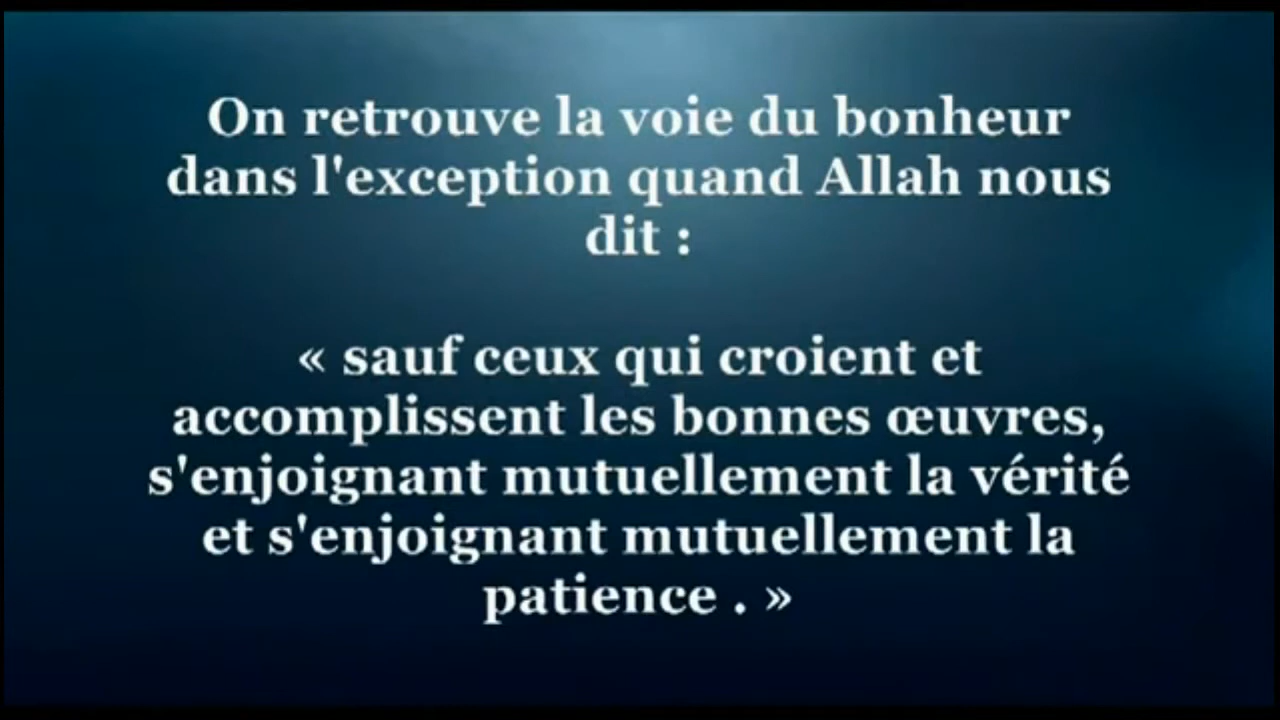 On retrouve la voie du bonheur
dans l'exception quand Allah nous
dit :
« sauf ceux qui croient et
accomplissent les bonnes œuvres,
s'enjoignant mutuellement la vérité
et s'enjoignant mutuellement la
patience . »